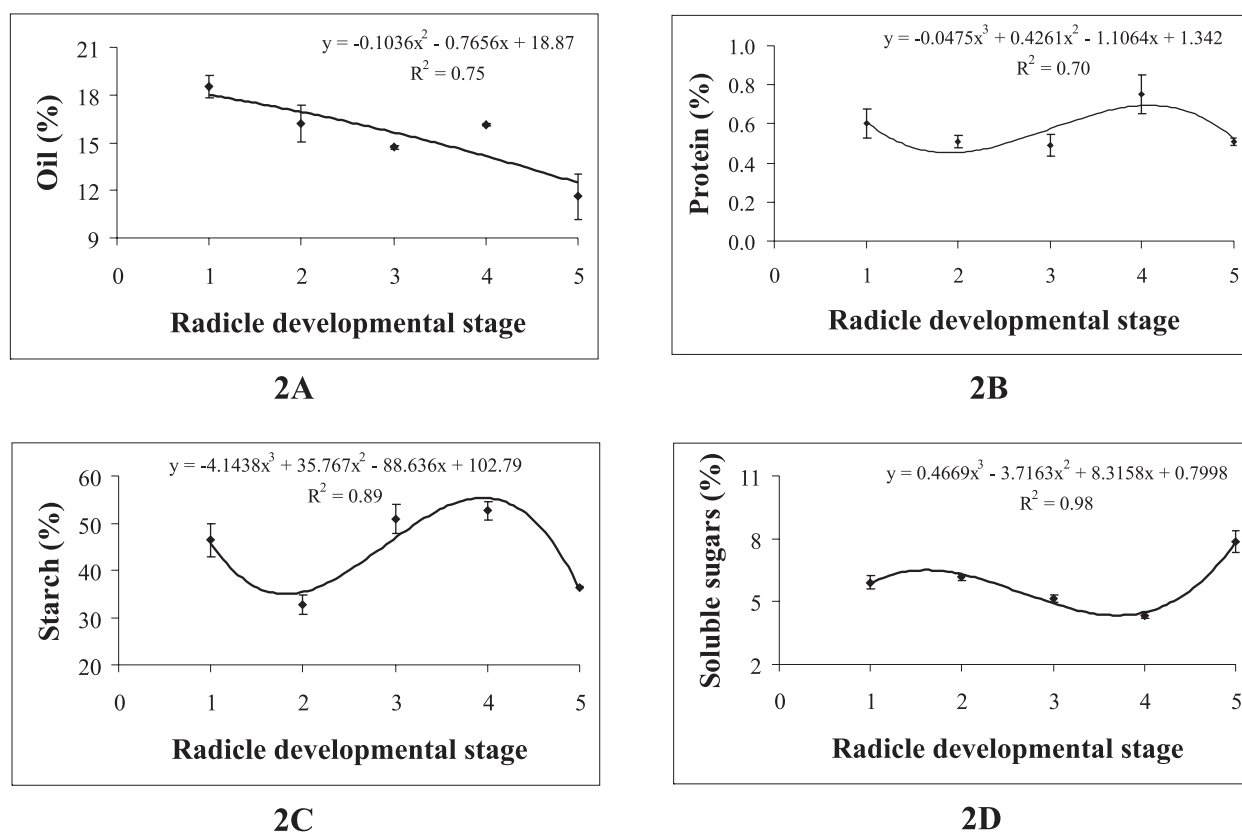 y = -0.1036x² - 0.7656x + 18.87
R² = 0.75
Oil (%)
21
18
15
12
9
0 1 2 3 4 5
Radicle developmental stage
2A
y = -0.0475x³ + 0.4261x² - 1.1064x + 1.342
R² = 0.70
Protein (%)
1.0
0.8
0.6
0.4
0.2
0.0
0 1 2 3 4 5
Radicle developmental stage
2B
y = -4.1438x³ + 35.767x² - 88.636x + 102.79
R² = 0.89
Starch (%)
60
50
40
30
20
0 1 2 3 4 5
Radicle developmental stage
2C
y = 0.4669x³ - 3.7163x² + 8.3158x + 0.7998
R² = 0.98
Soluble sugars (%)
11
8
5
2
0 1 2 3 4 5
Radicle developmental stage
2D